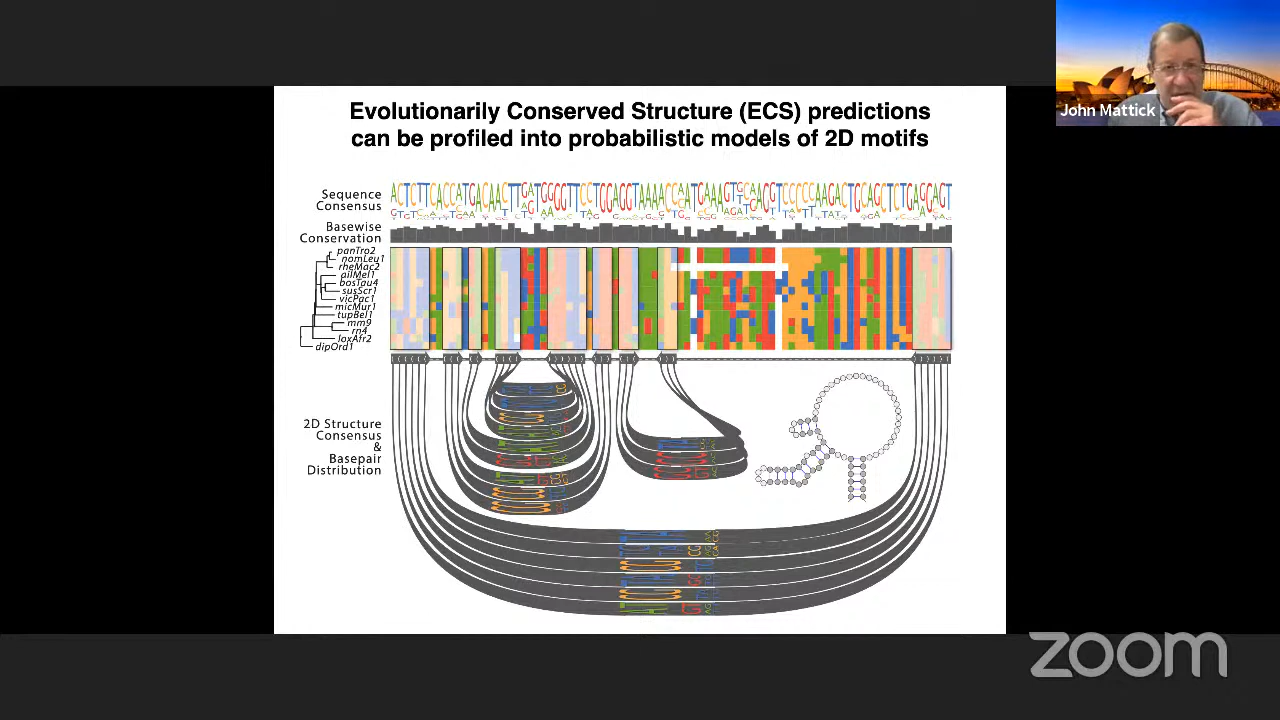 John Mattick
Evolutionarily Conserved Structure (ECS) predictions
can be profiled into probabilistic models of 2D motifs
Sequence
Consensus
Basewise
Conservation
panTro2
nomLeu1
rheMac2
ailMel1
bosTau4
susScr1
vicPac1
micMur1
tupBel1
mm9
rn4
loxAfr2
dipOrd1
2D Structure
Consensus
&
Basepair
Distribution
zoom